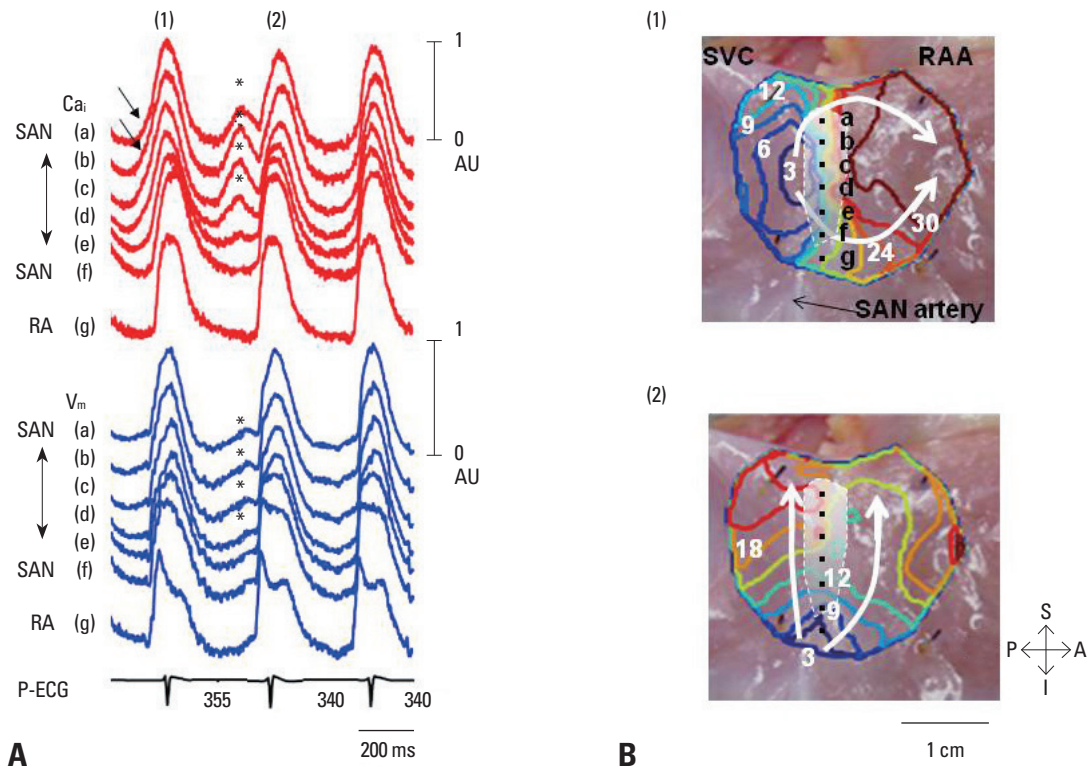 (1) (2)
1
Cai
SAN (a)
0
(b) AU
(c)
(d)
(e)
SAN (f)
1
RA (g)
Vm
SAN (a)
0
(b) AU
(c)
(d)
(e)
SAN (f)
RA (g)
P-ECG
355 340 340
A
200 ms
(1)
SVC RAA
12
9
6
3
a
b
c
d
e
f
g
30
24
SAN artery
(2)
18
12
9
3
S
P A
I
B
1 cm